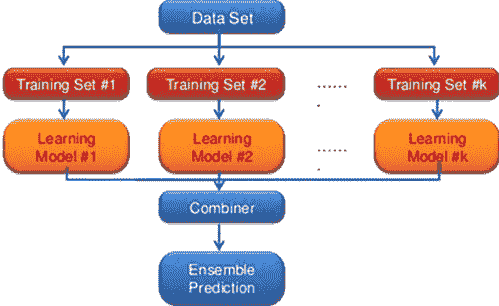 Data Set
Training Set #1 Training Set #2 ...... Training Set #k
.
Learning Learning ...... Learning
Model #1 Model #2 . Model #k
Combiner
Ensemble
Prediction